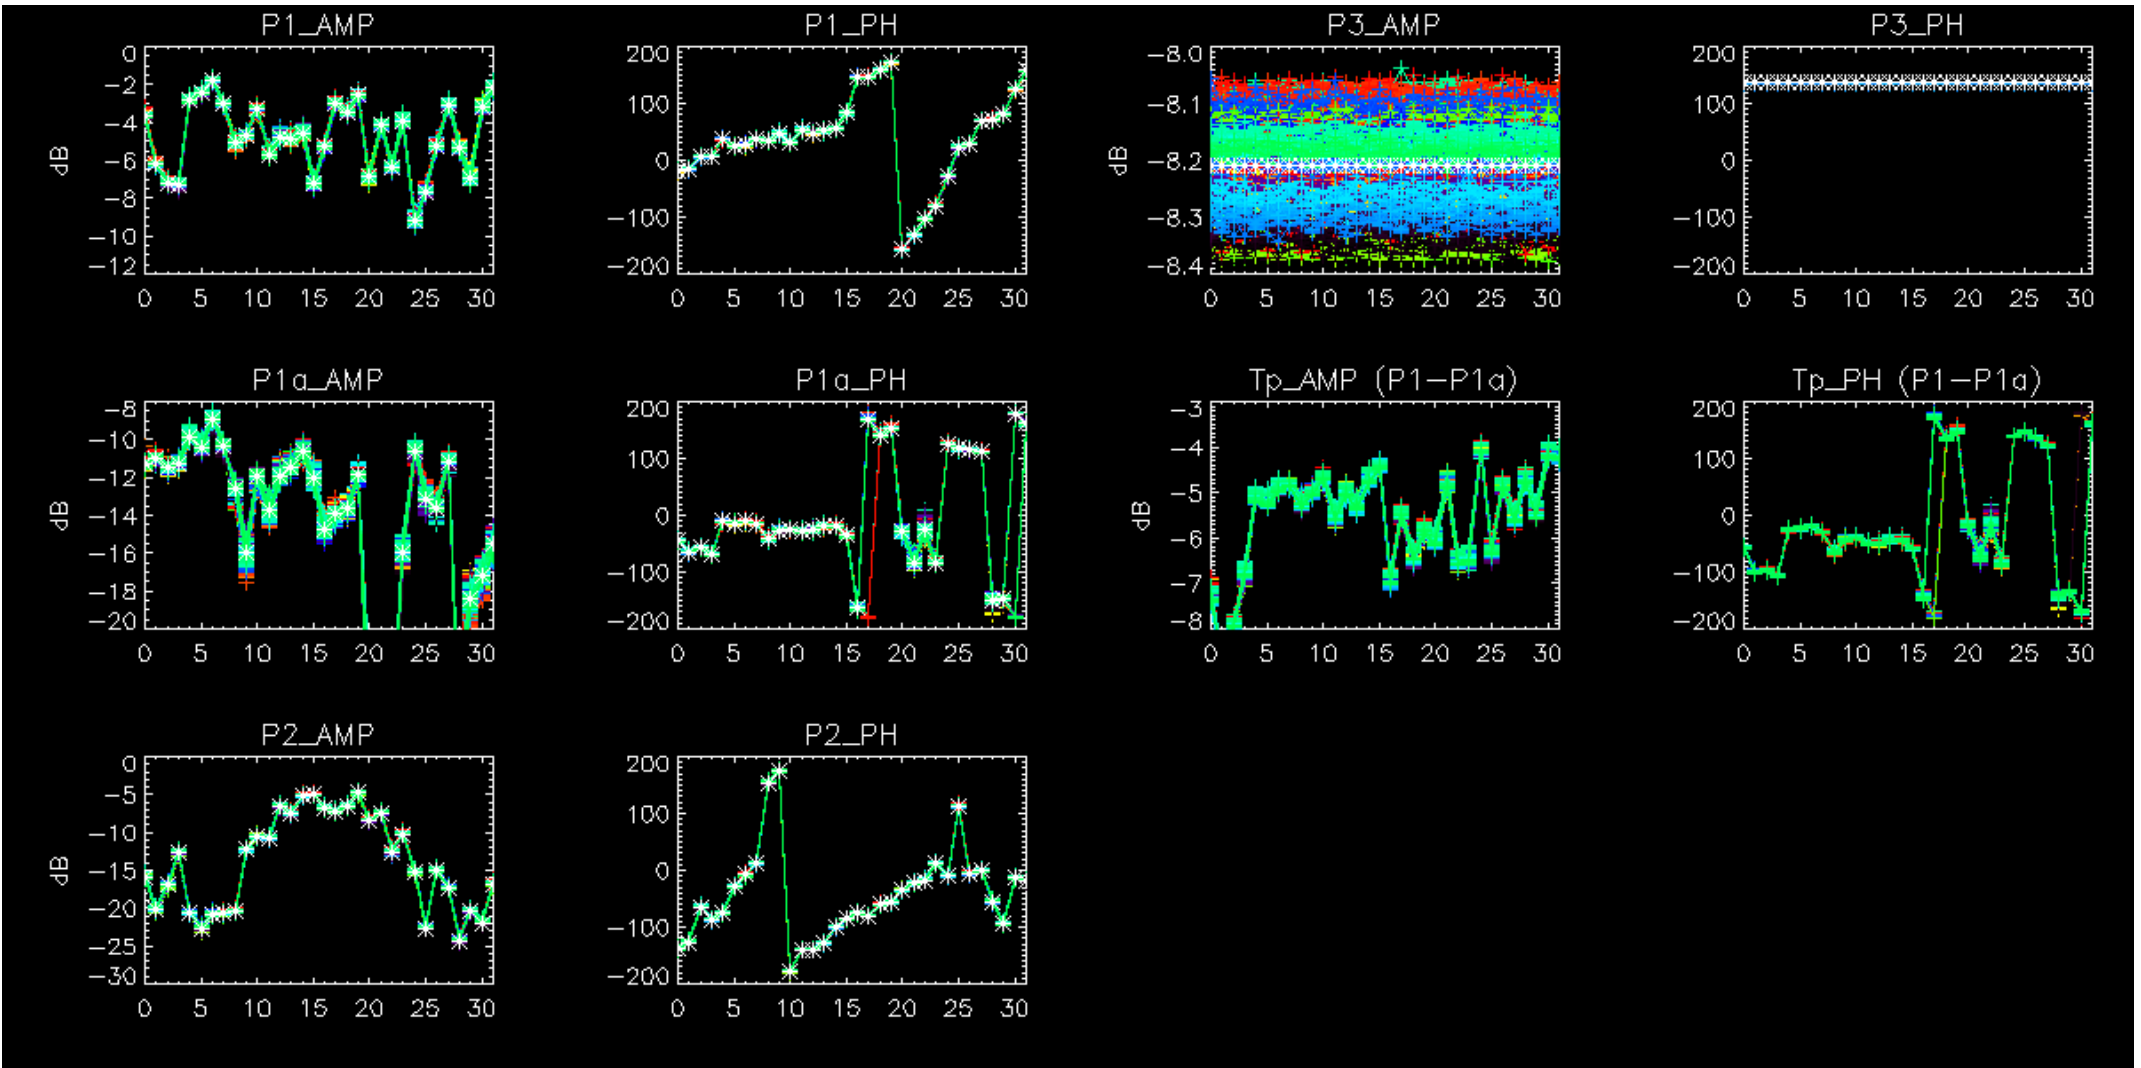 P1_AMP
P1_PH
P3_AMP
P3_PH
dB
0
−2
−4
−6
−8
−10
−12
0 5 10 15 20 25 30
200
100
0
−100
−200
0 5 10 15 20 25 30
dB
−8.0
−8.1
−8.2
−8.3
−8.4
0 5 10 15 20 25 30
200
100
0
−100
−200
0 5 10 15 20 25 30
P1a_AMP
P1a_PH
Tp_AMP (P1−P1a)
Tp_PH (P1−P1a)
dB
−8
−10
−12
−14
−16
−18
−20
0 5 10 15 20 25 30
200
100
0
−100
−200
0 5 10 15 20 25 30
dB
−3
−4
−5
−6
−7
−8
0 5 10 15 20 25 30
200
100
0
−100
−200
0 5 10 15 20 25 30
P2_AMP
P2_PH
dB
0
−5
−10
−15
−20
−25
−30
0 5 10 15 20 25 30
200
100
0
−100
−200
0 5 10 15 20 25 30